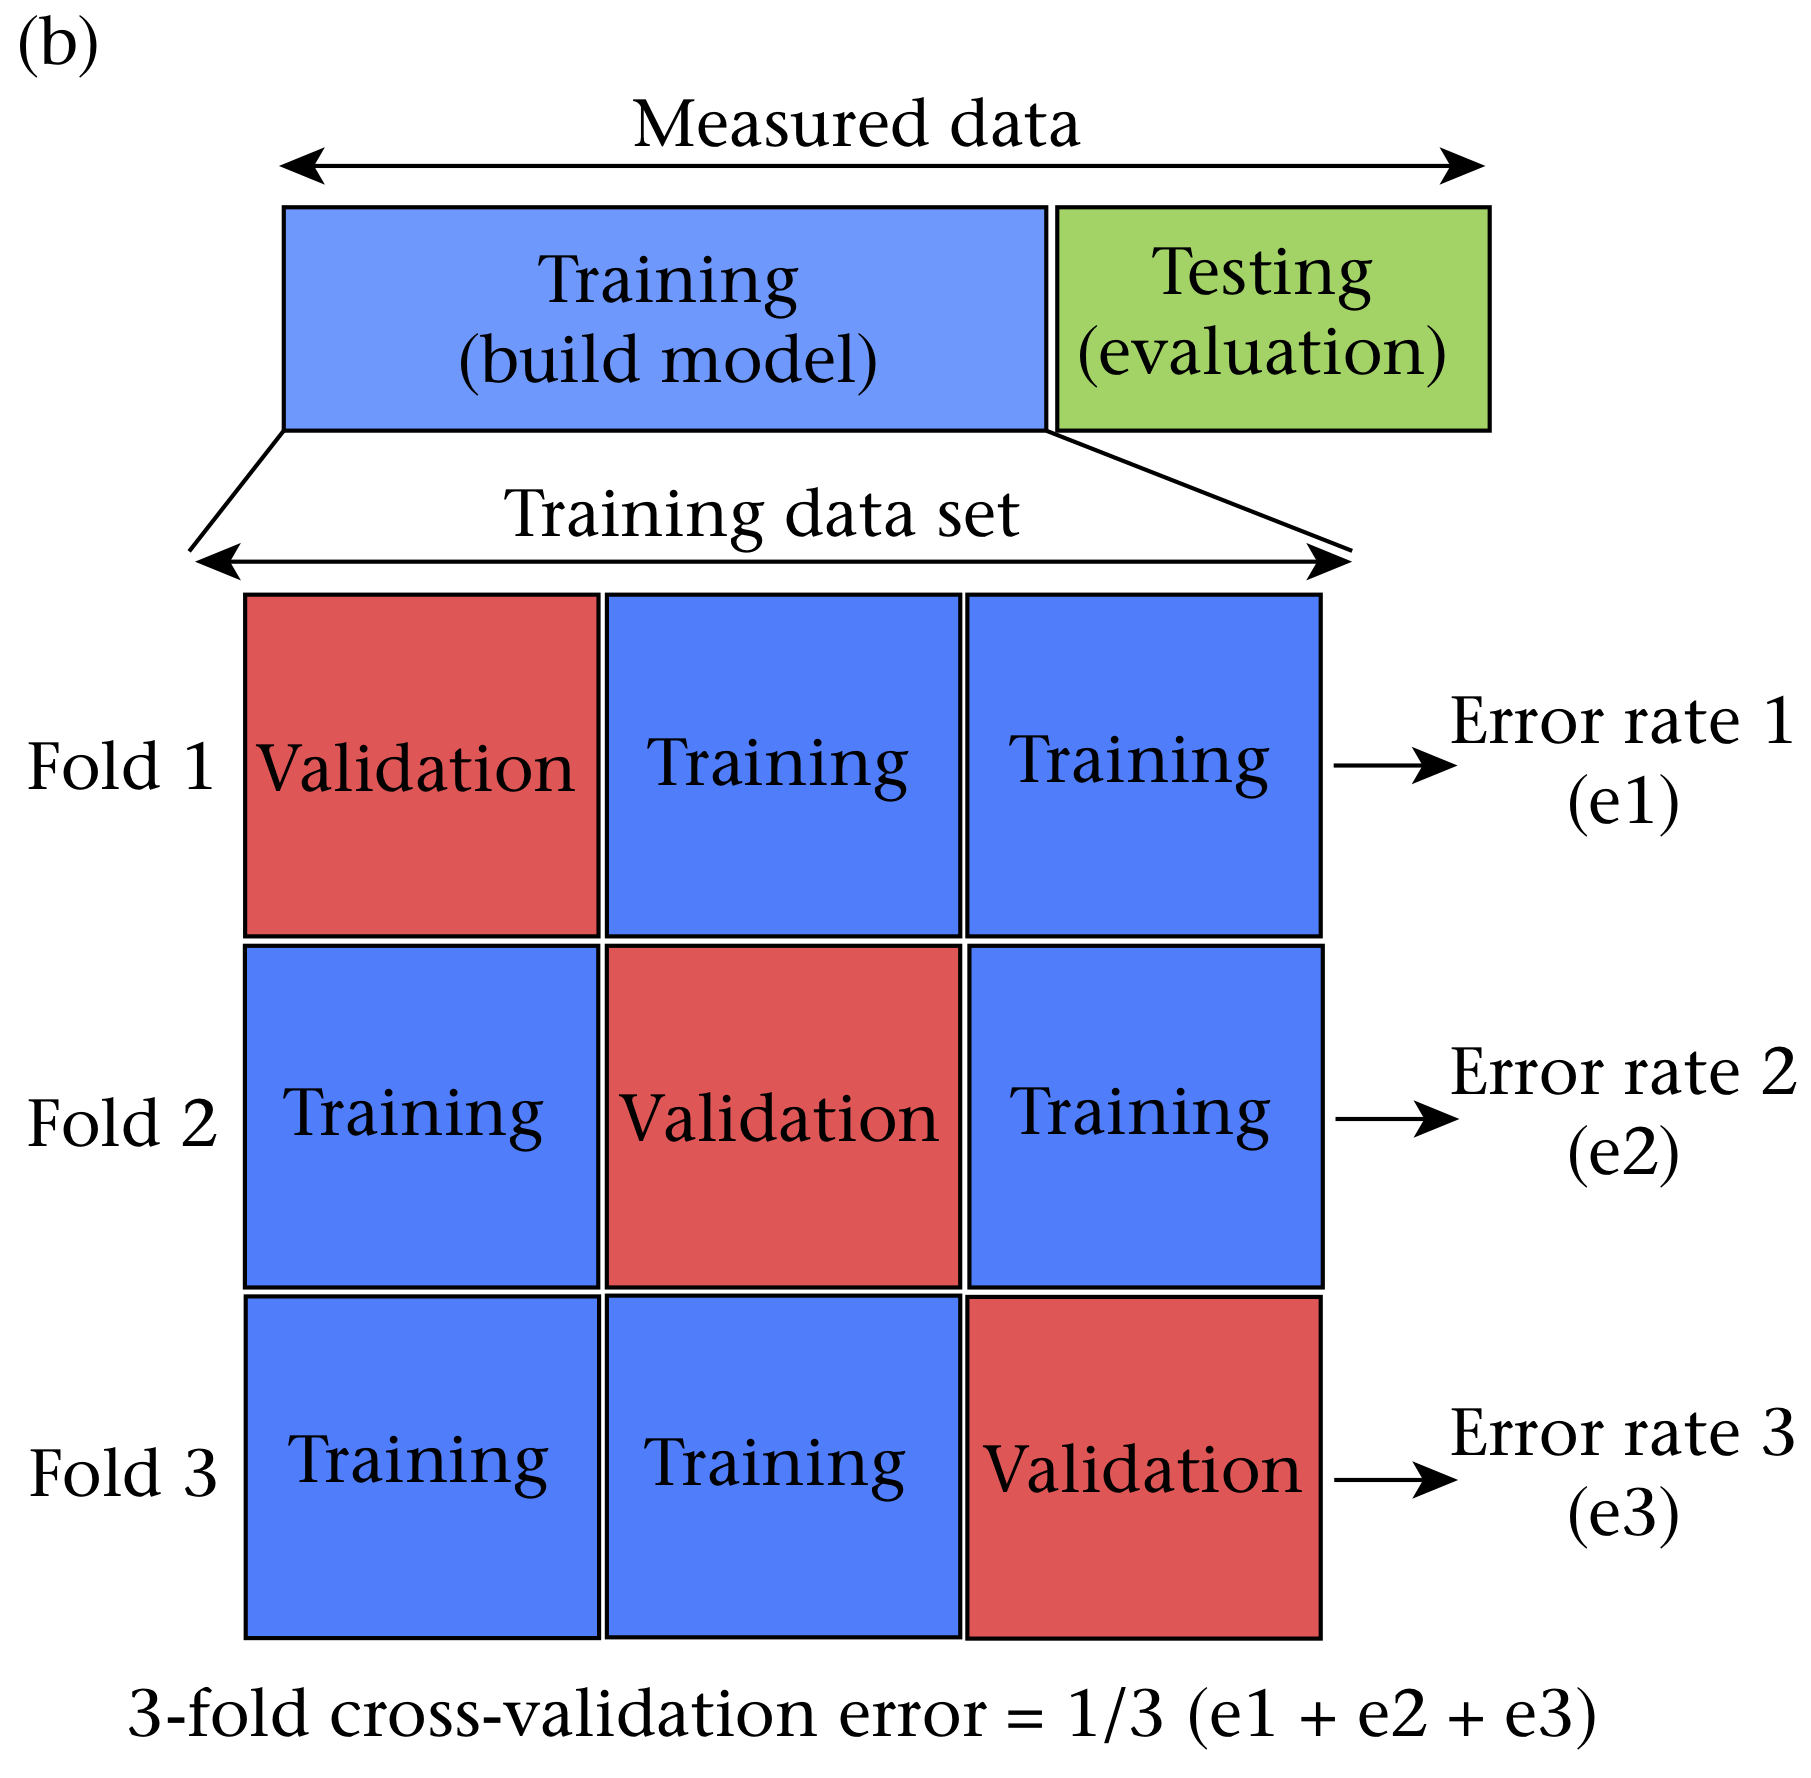 (b)
Measured data
Training
(build model)
Testing
(evaluation)
Training data set
Fold 1
Validation
Training
Training
Error rate 1
(e1)
Fold 2
Training
Validation
Training
Error rate 2
(e2)
Fold 3
Training
Training
Validation
Error rate 3
(e3)
3-fold cross-validation error = 1/3 (e1 + e2 + e3)